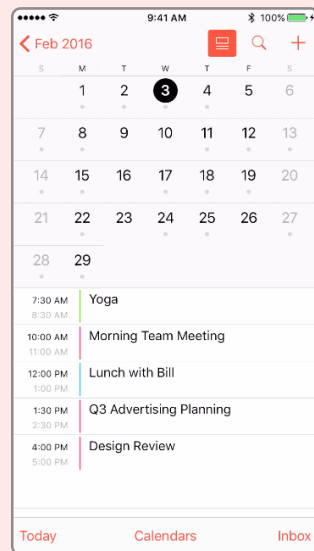 9:41 AM 100%
Feb 2016
S M T W T F S
1 2 3 4 5 6
7 8 9 10 11 12 13
14 15 16 17 18 19 20
21 22 23 24 25 26 27
28 29
7:30 AM Yoga
8:30 AM
10:00 AM Morning Team Meeting
11:00 AM
12:00 PM Lunch with Bill
1:00 PM
1:30 PM Q3 Advertising Planning
2:30 PM
4:00 PM Design Review
5:00 PM
Today Calendars Inbox